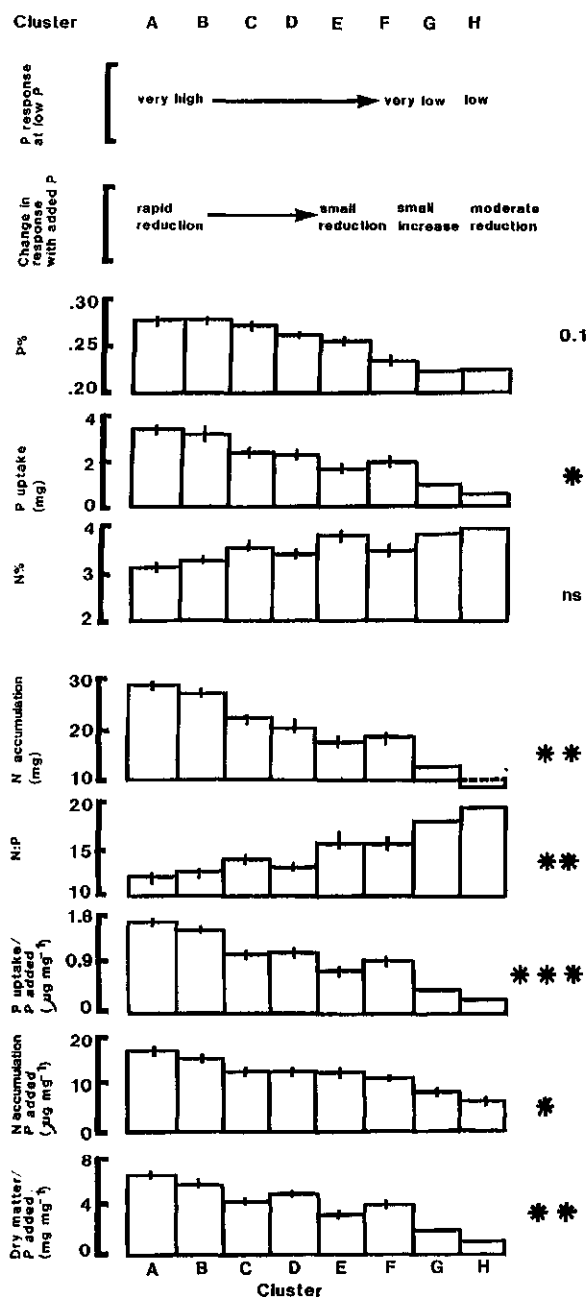 Cluster A B C D E F G H
P response
at low P
very high very low low
Change in
response
with added P
rapid small small moderate
reduction reduction increase reduction
P%
.30
.25
.20
0.1
P uptake
(mg)
4
2
0
*
N%
4
3
2
ns
N accumulation
(mg)
30
20
10
**
N:P
20
15
10
**
P uptake/
P added
(µg mg⁻¹)
1.8
0.9
0
***
N accumulation
P added
(µg mg⁻¹)
20
10
0
*
Dry matter/
P added.
(mg mg⁻¹)
8
4
0
**
A B C D E F G H
Cluster